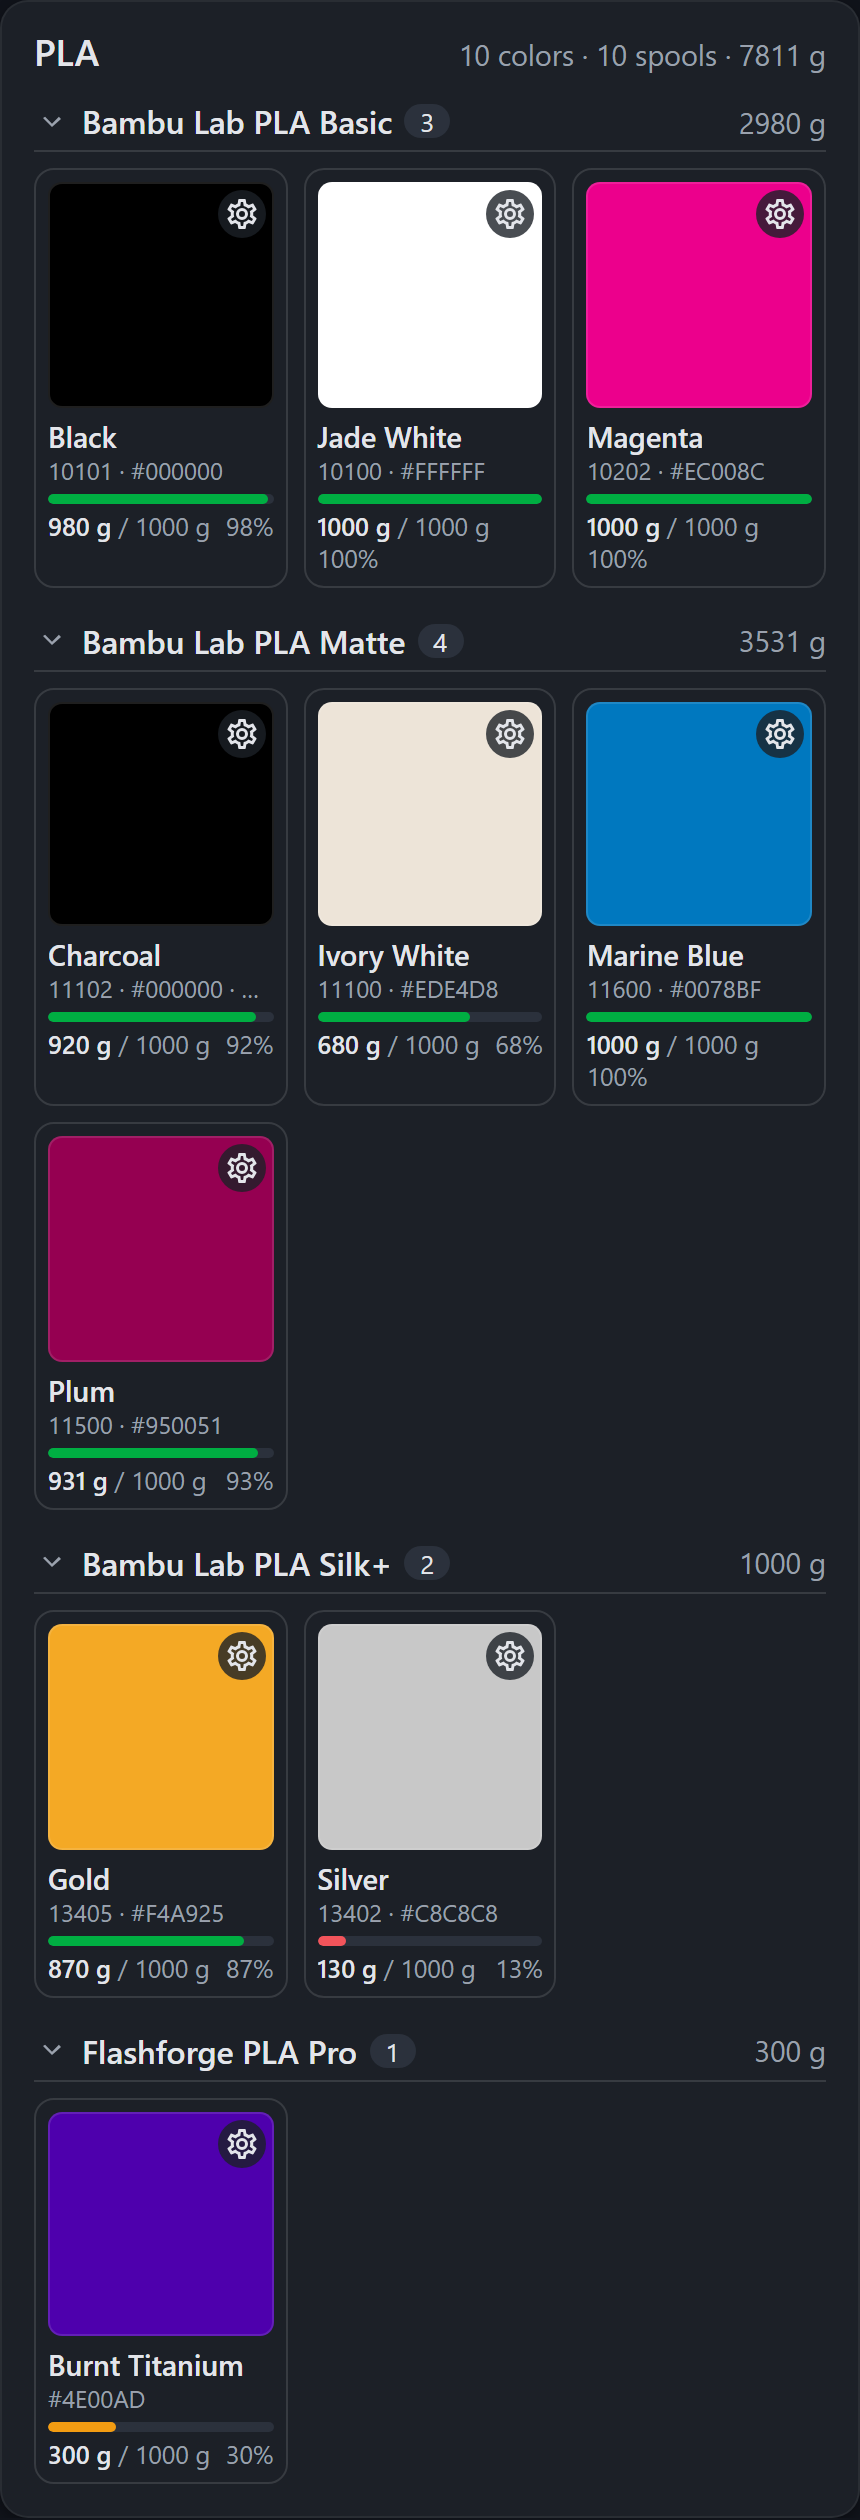 PLA
10 colors · 10 spools · 7811 g
Bambu Lab PLA Basic 3
2980 g
Black
10101 · #000000
980 g / 1000 g 98%
Jade White
10100 · #FFFFFF
1000 g / 1000 g
100%
Magenta
10202 · #EC008C
1000 g / 1000 g
100%
Bambu Lab PLA Matte 4
3531 g
Charcoal
11102 · #000000 · ...
920 g / 1000 g 92%
Ivory White
11100 · #EDE4D8
680 g / 1000 g 68%
Marine Blue
11600 · #0078BF
1000 g / 1000 g
100%
Plum
11500 · #950051
931 g / 1000 g 93%
Bambu Lab PLA Silk+ 2
1000 g
Gold
13405 · #F4A925
870 g / 1000 g 87%
Silver
13402 · #C8C8C8
130 g / 1000 g 13%
Flashforge PLA Pro 1
300 g
Burnt Titanium
#4E00AD
300 g / 1000 g 30%